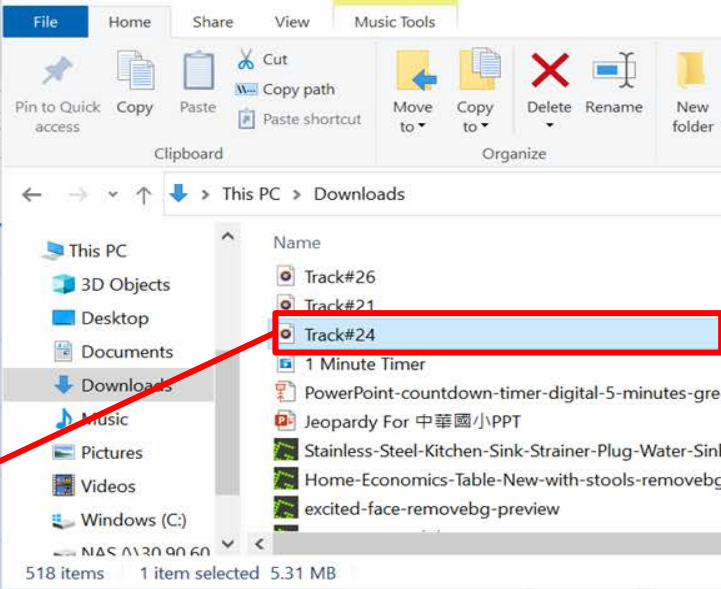 File Home Share View Music Tools
Pin to Quick access
Copy
Paste
Cut
Copy path
Paste shortcut
Move to
Copy to
Delete
Rename
New folder
Clipboard
Organize
This PC > Downloads
This PC
3D Objects
Desktop
Documents
Downloads
Music
Pictures
Videos
Windows (C:)
Name
Track#26
Track#21
Track#24
1 Minute Timer
PowerPoint-countdown-timer-digital-5-minutes-gre
Jeopardy For 中華國小PPT
Stainless-Steel-Kitchen-Sink-Strainer-Plug-Water-Sink
Home-Economics-Table-New-with-stools-removebg
excited-face-removebg-preview
518 items 1 item selected 5.31 MB